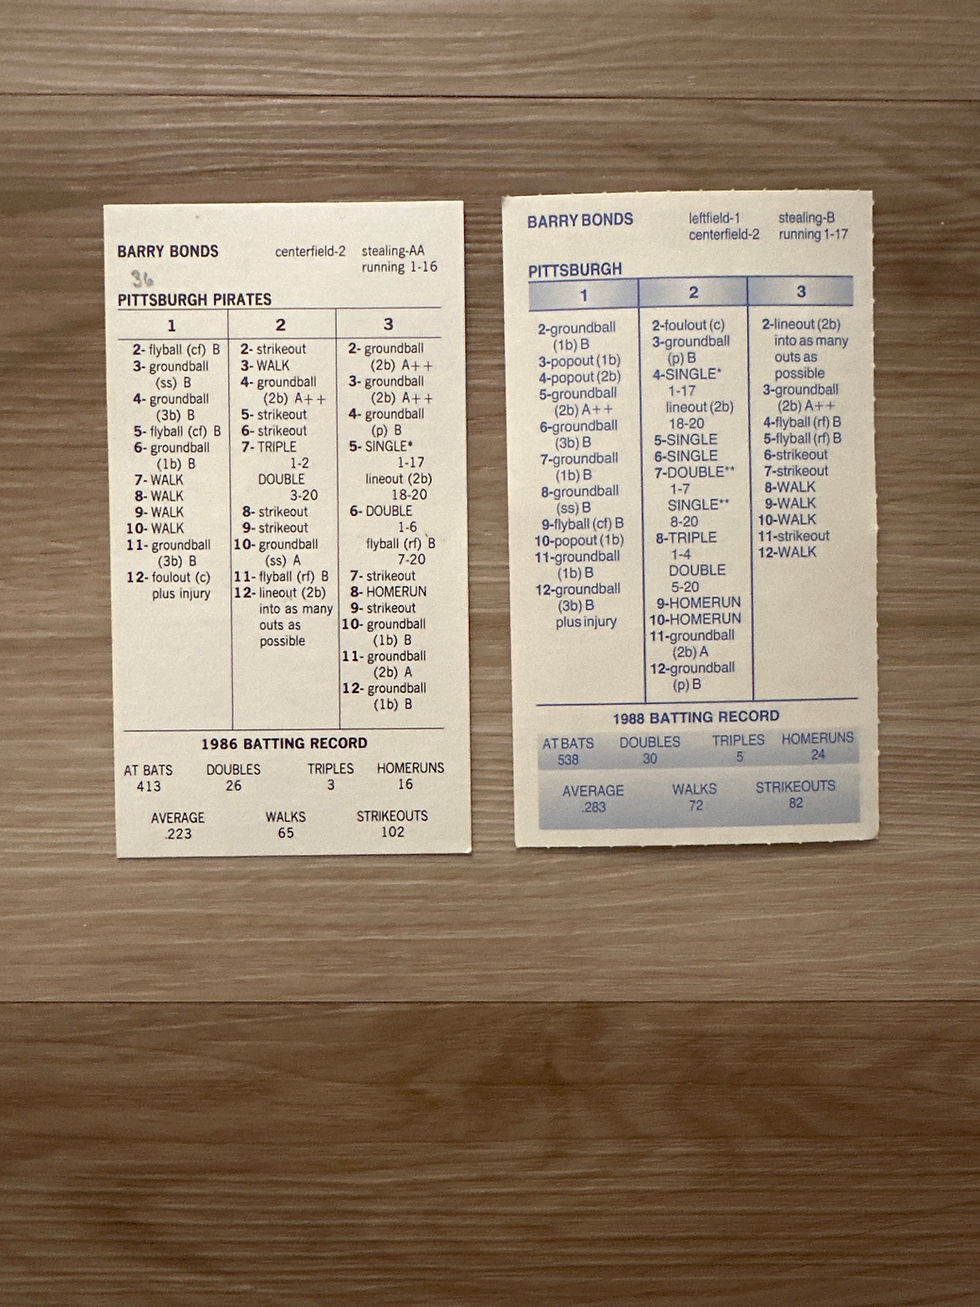 BARRY BONDS centerfield-2 stealing-AA
running 1-16
36
PITTSBURGH PIRATES
1 2 3
2- flyball (cf) B
3- groundball
(ss) B
4- groundball
(3b) B
5- flyball (cf) B
6- groundball
(1b) B
7- WALK
8- WALK
9- WALK
10- WALK
11- groundball
(3b) B
12- foulout (c)
plus injury
2- strikeout
3- WALK
4- groundball
(2b) A++
5- strikeout
6- strikeout
7- TRIPLE
1-2
DOUBLE
3-20
8- strikeout
9- strikeout
10- groundball
(ss) A
11- flyball (rf) B
12- lineout (2b)
into as many
outs as
possible
2- groundball
(2b) A++
3- groundball
(2b) A++
4- groundball
(p) B
5- SINGLE*
1-17
lineout (2b)
18-20
6- DOUBLE
1-6
flyball (rf) B
7-20
7- strikeout
8- HOMERUN
9- strikeout
10- groundball
(1b) B
11- groundball
(2b) A
12- groundball
(1b) B
1986 BATTING RECORD
AT BATS DOUBLES TRIPLES HOMERUNS
413 26 3 16
AVERAGE WALKS STRIKEOUTS
.223 65 102
BARRY BONDS leftfield-1 stealing-B
centerfield-2 running 1-17
PITTSBURGH
1 2 3
2-groundball
(1b) B
3-popout (1b)
4-popout (2b)
5-groundball
(2b) A++
6-groundball
(3b) B
7-groundball
(1b) B
8-groundball
(ss) B
9-flyball (cf) B
10-popout (1b)
11-groundball
(1b) B
12-groundball
(3b) B
plus injury
2-foulout (c)
3-groundball
(p) B
4-SINGLE*
1-17
lineout (2b)
18-20
5-SINGLE
6-SINGLE
7-DOUBLE**
1-7
SINGLE**
8-20
8-TRIPLE
1-4
DOUBLE
5-20
9-HOMERUN
10-HOMERUN
11-groundball
(2b) A
12-groundball
(p) B
2-lineout (2b)
into as many
outs as
possible
3-groundball
(2b) A++
4-flyball (rf) B
5-flyball (rf) B
6-strikeout
7-strikeout
8-WALK
9-WALK
10-WALK
11-strikeout
12-WALK
1988 BATTING RECORD
AT BATS DOUBLES TRIPLES HOMERUNS
538 30 5 24
AVERAGE WALKS STRIKEOUTS
.283 72 82